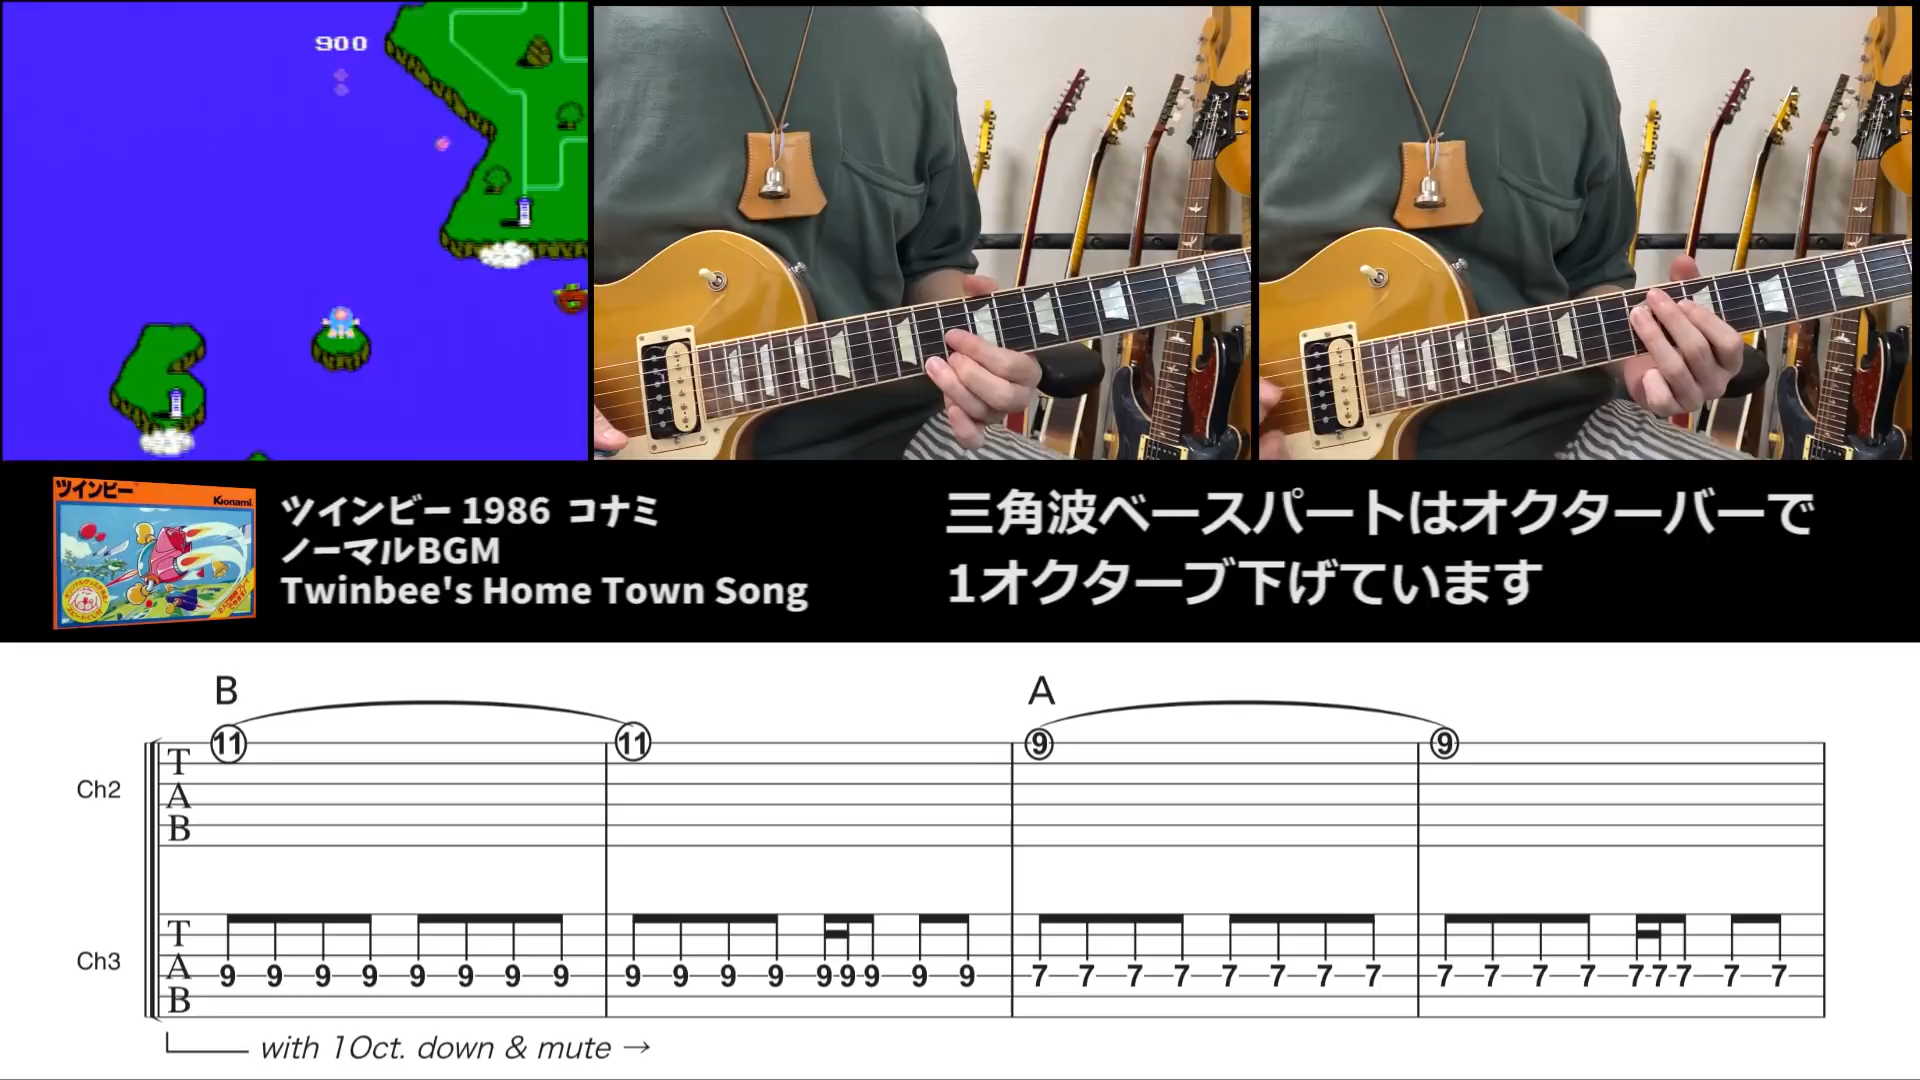 900
ツインビー
Konami
ツインビー 1986 コナミ
ノーマルBGM
Twinbee's Home Town Song
三角波ベースパートはオクターバーで
1オクターブ下げています
B A
11 11 9 9
T
A
B
Ch2
9 9 9 9 9 9 9 9 9 9 9 9 9 9 9 9 9 7 7 7 7 7 7 7 7 7 7 7 7 7 7 7 7 7
T
A
B
Ch3
with 1Oct. down & mute →